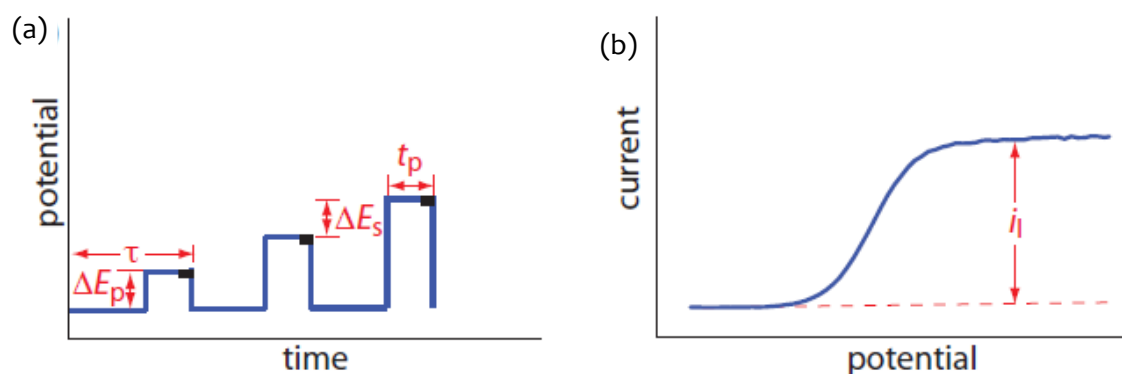 (a)
potential
τ
ΔEp
ΔEs
tp
time
(b)
current
il
potential